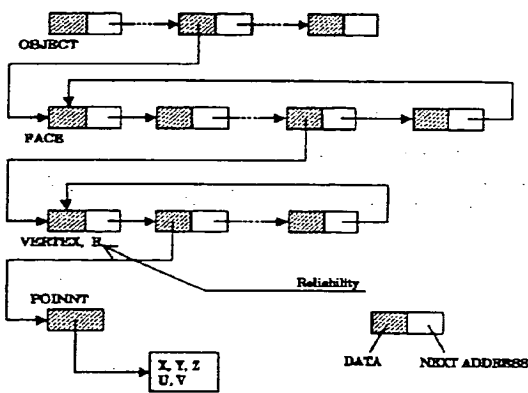 OBJECT
FACE
VERTEX, R
Reliability
POINNT
X, Y, Z
U, V
DATA
NEXT ADDRESS